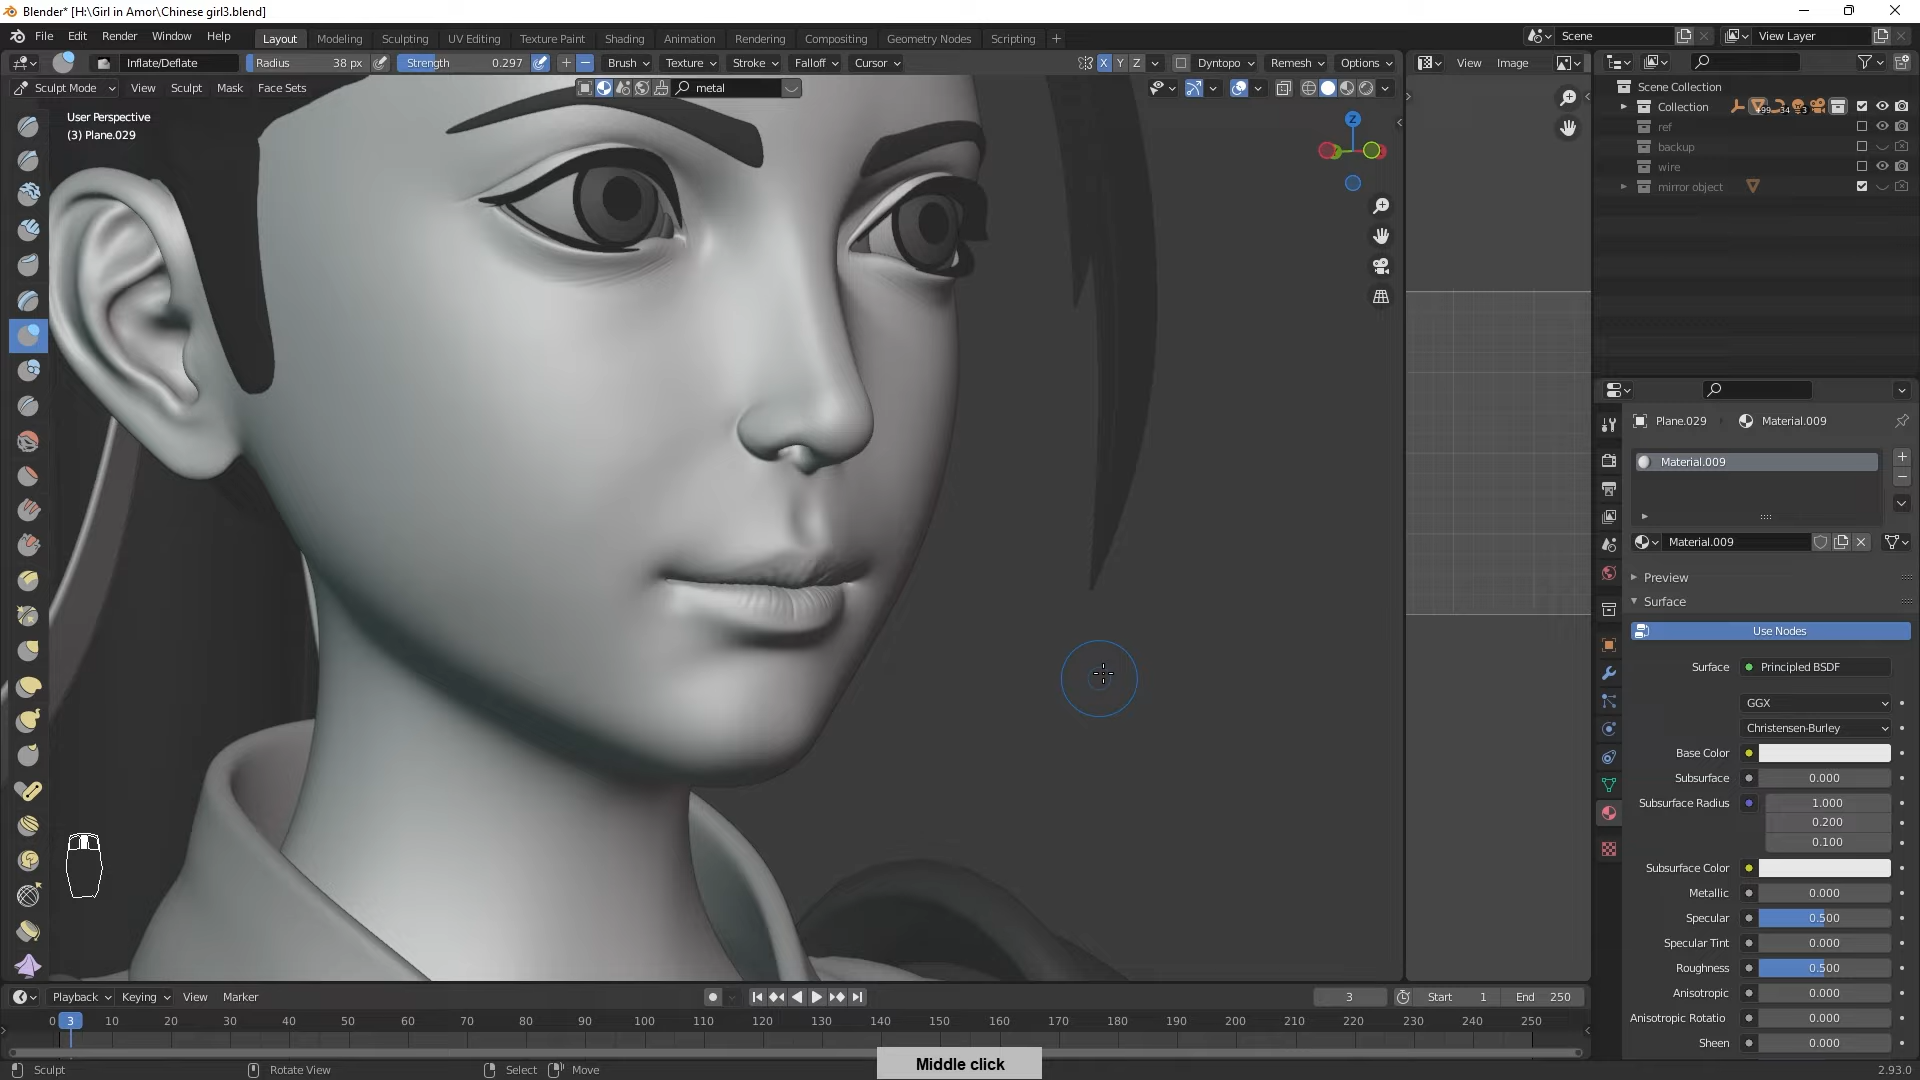 Blender* [H:\Girl in Amor\Chinese girl3.blend]
File Edit Render Window Help Layout Modeling Sculpting UV Editing Texture Paint Shading Animation Rendering Compositing Geometry Nodes Scripting + Scene View Layer
Inflate/Deflate Radius 38 px Strength 0.297 Brush Texture Stroke Falloff Cursor X Y Z Dyntopo Remesh Options View Image
Sculpt Mode View Sculpt Mask Face Sets metal
Scene Collection
Collection
ref
backup
wire
mirror object
User Perspective
(3) Plane.029
Z
Plane.029 Material.009
Material.009
Material.009
Preview
Surface
Use Nodes
Surface Principled BSDF
GGX
Christensen-Burley
Base Color
Subsurface 0.000
Subsurface Radius 1.000
0.200
0.100
Subsurface Color
Metallic 0.000
Specular 0.500
Specular Tint 0.000
Roughness 0.500
Anisotropic 0.000
Anisotropic Rotatio 0.000
Sheen 0.000
Playback Keying View Marker 3 Start 1 End 250
0 3 10 20 30 40 50 60 70 80 90 100 110 120 130 140 150 160 170 180 190 200 210 220 230 240 250
Middle click
Sculpt Rotate View Select Move 2.93.0